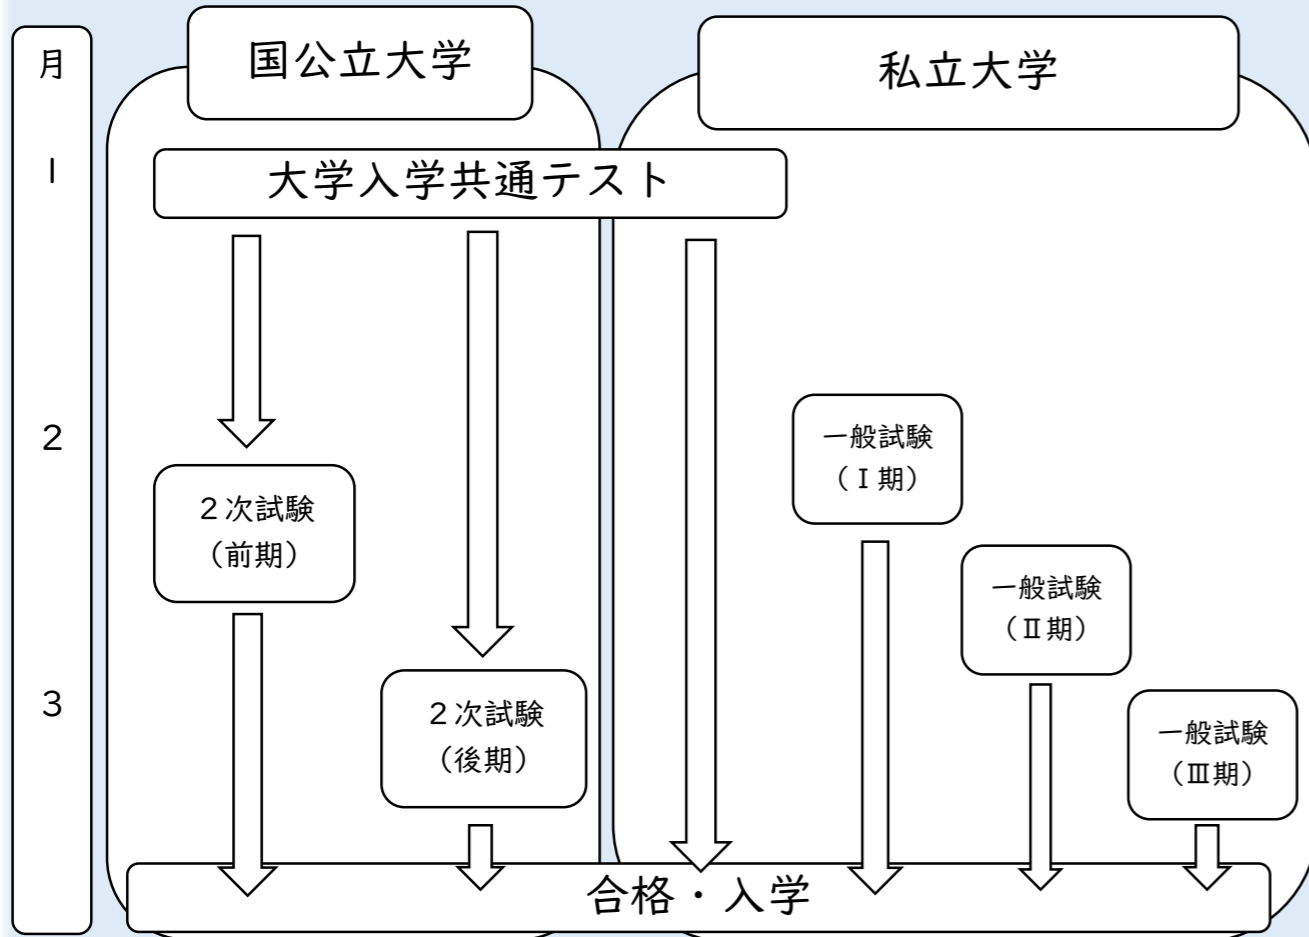 月
1
2
3
国公立大学
私立大学
大学入学共通テスト
2次試験
(前期)
2次試験
(後期)
一般試験
(Ⅰ期)
一般試験
(Ⅱ期)
一般試験
(Ⅲ期)
合格・入学